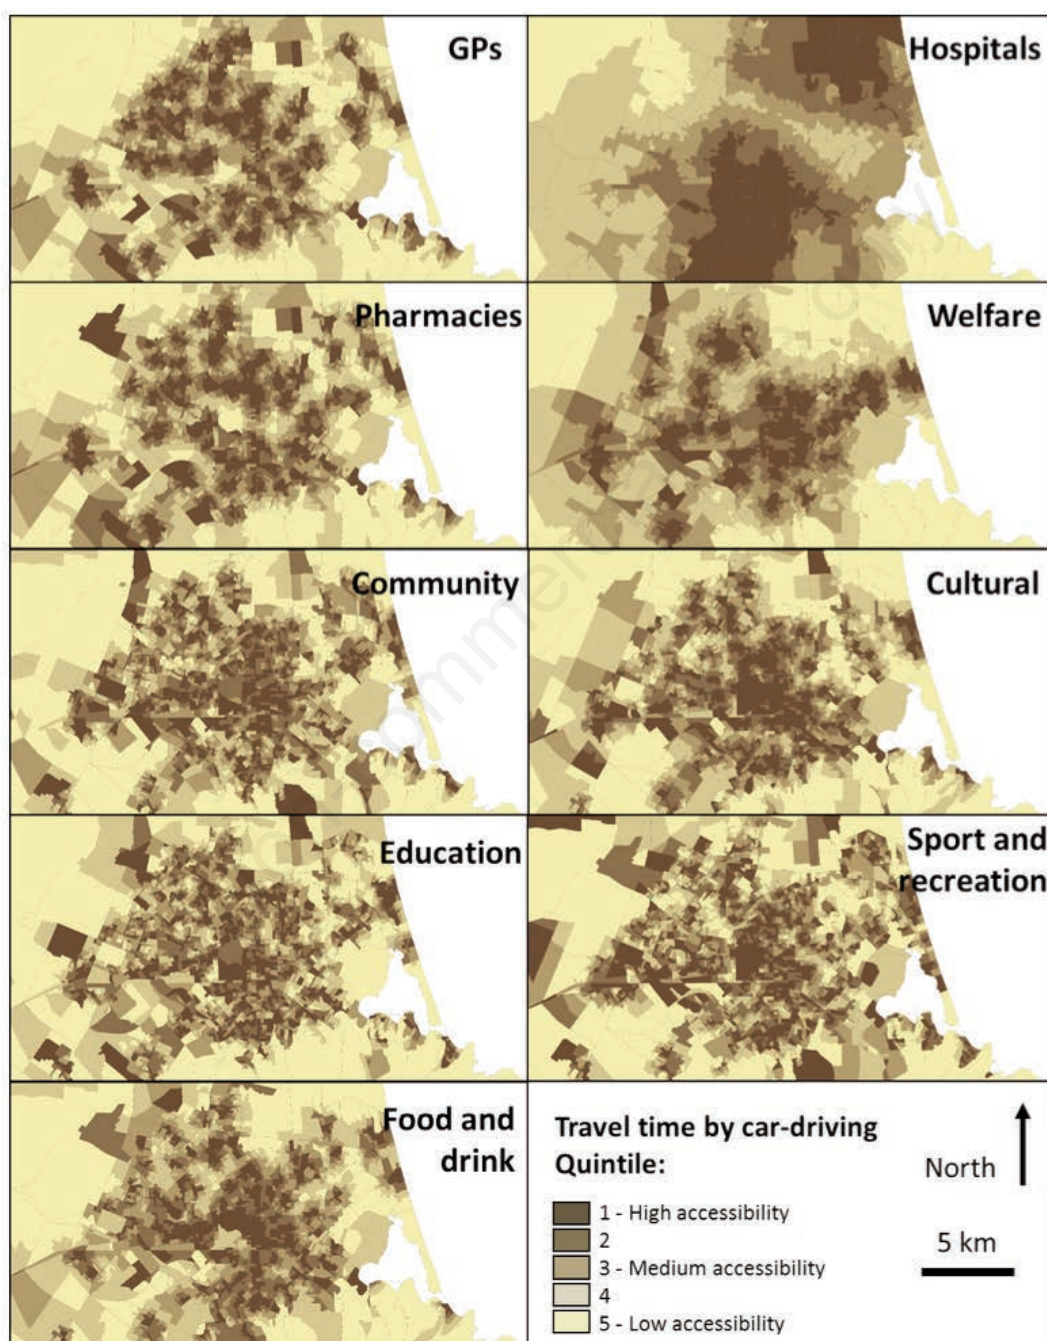 GPs
Hospitals
Pharmacies
Welfare
Community
Cultural
Education
Sport and
recreation
Food and
drink
Travel time by car-driving
Quintile:
North
1 - High accessibility
2
3 - Medium accessibility
4
5 - Low accessibility
5 km